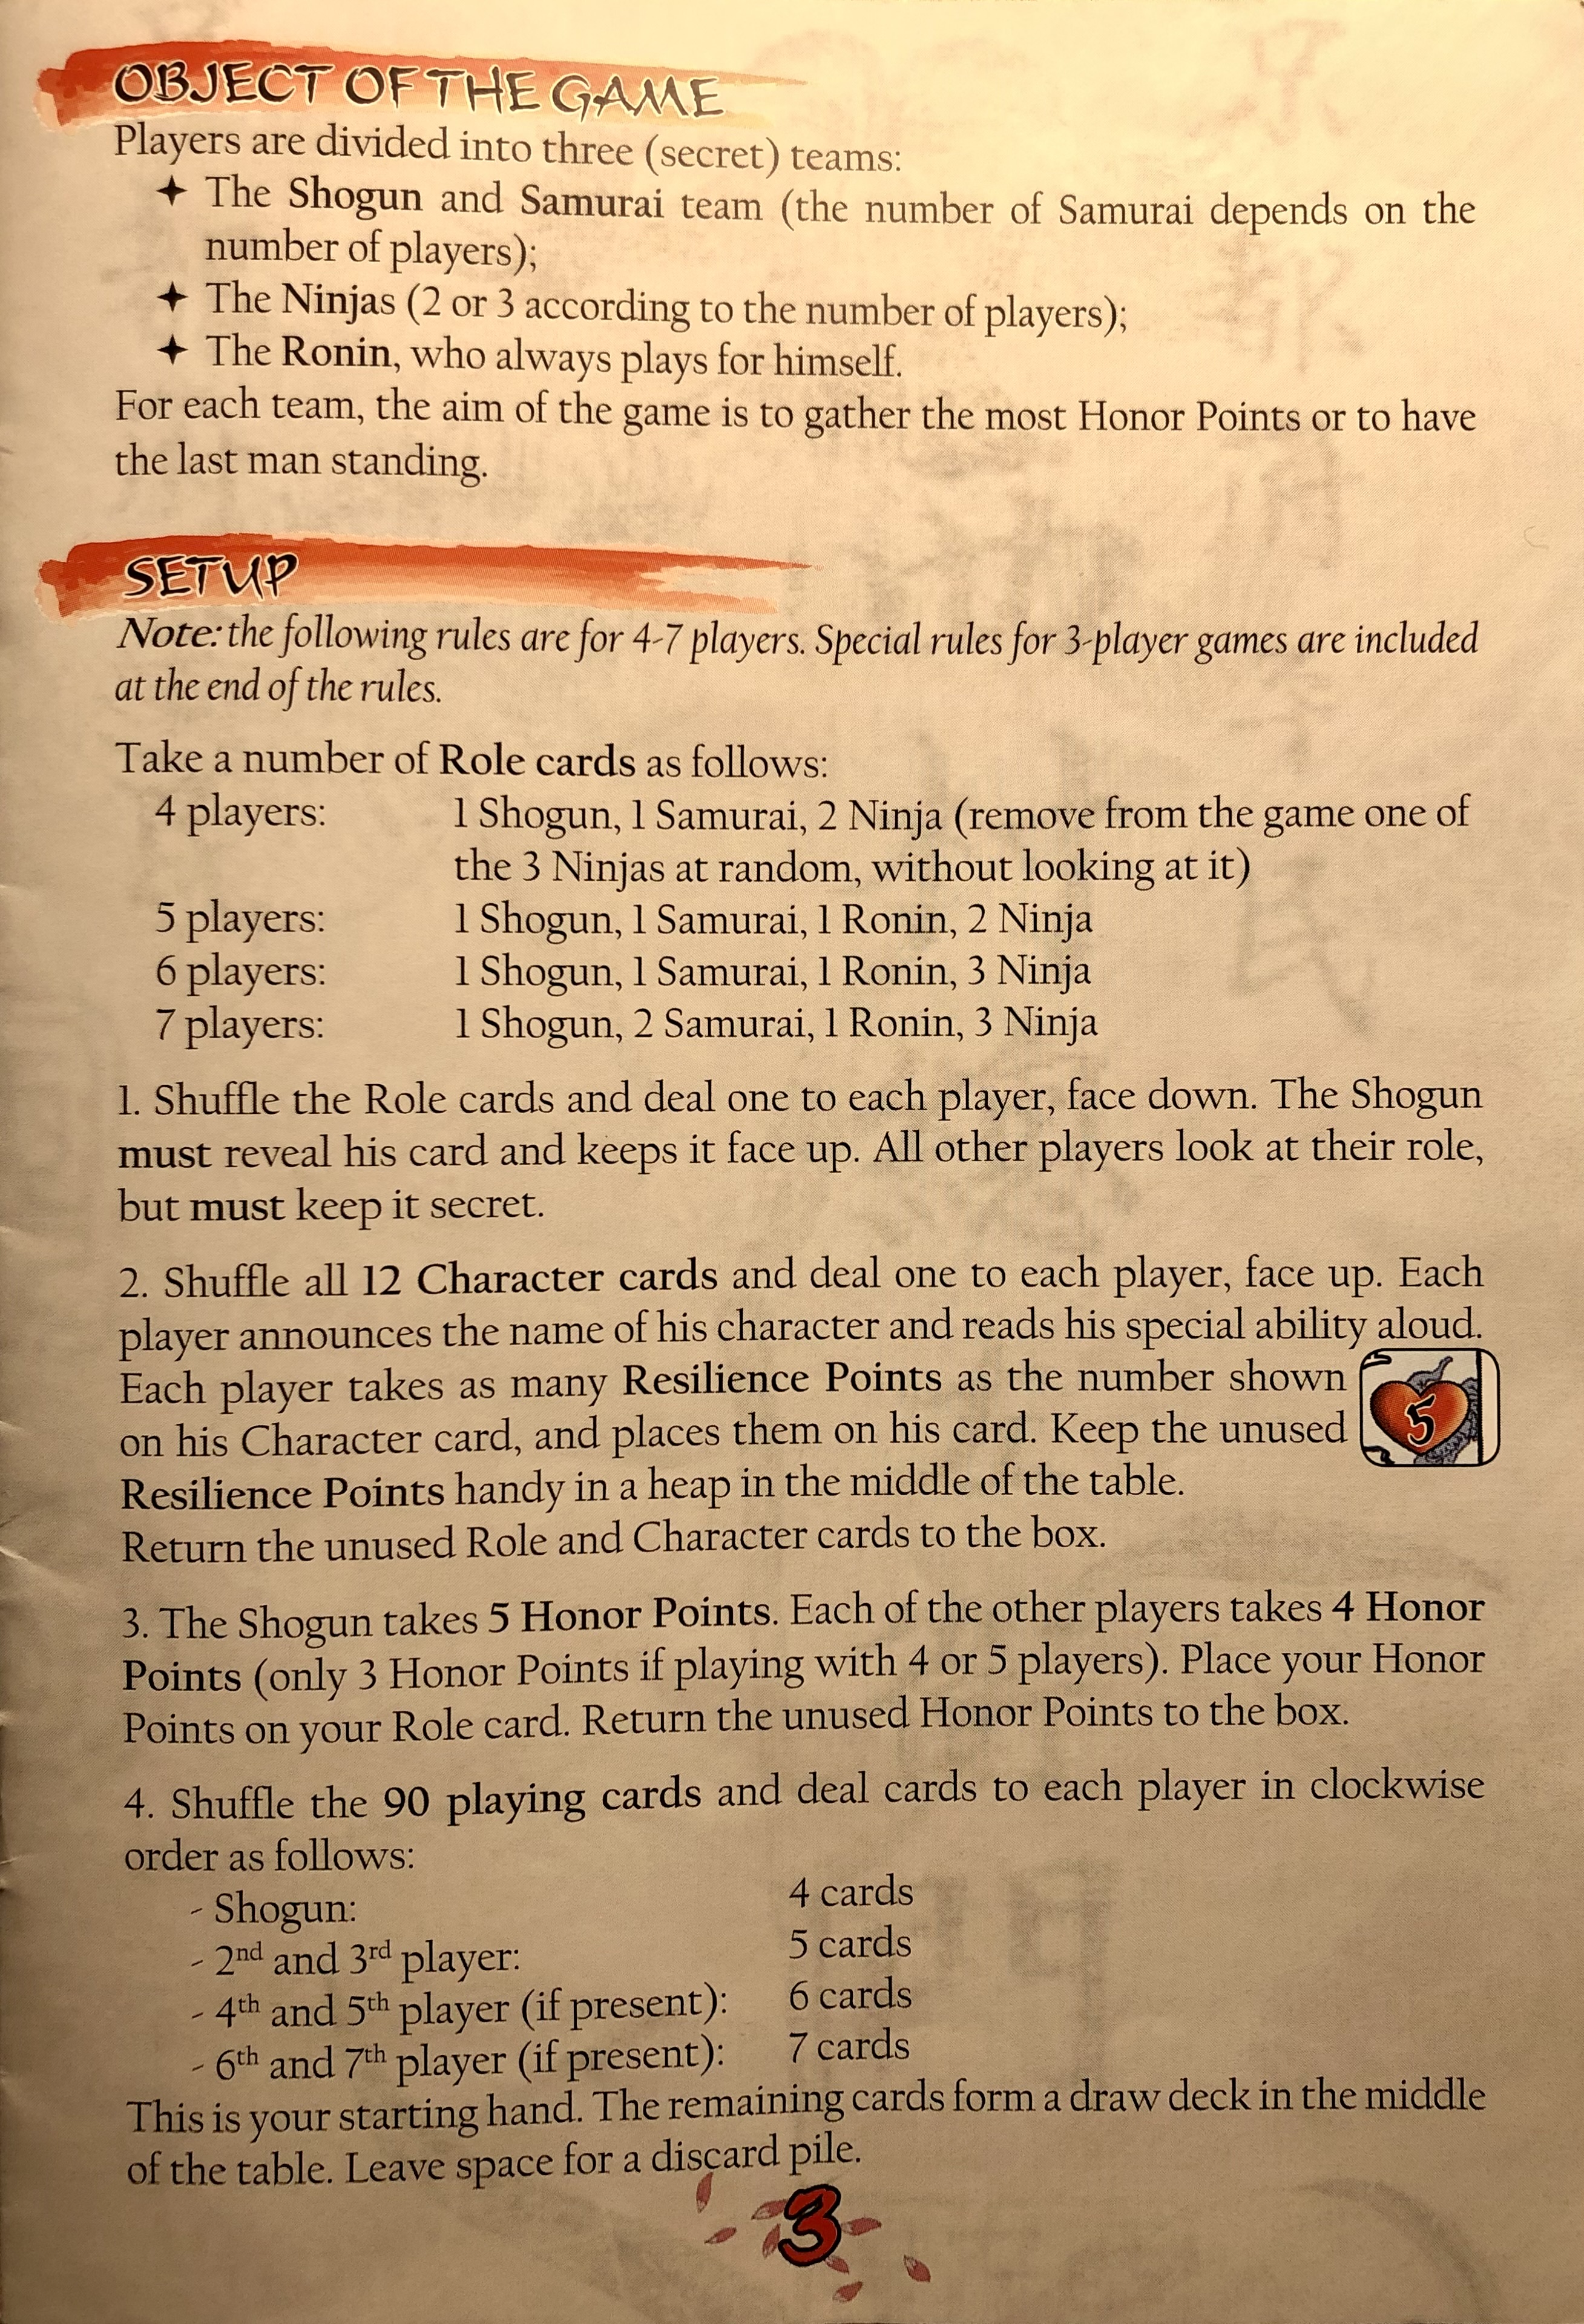 OBJECT OF THE GAME
Players are divided into three (secret) teams:
✦ The Shogun and Samurai team (the number of Samurai depends on the
number of players);
✦ The Ninjas (2 or 3 according to the number of players);
✦ The Ronin, who always plays for himself.
For each team, the aim of the game is to gather the most Honor Points or to have
the last man standing.
SETUP
Note: the following rules are for 4-7 players. Special rules for 3-player games are included
at the end of the rules.
Take a number of Role cards as follows:
4 players: 1 Shogun, 1 Samurai, 2 Ninja (remove from the game one of
the 3 Ninjas at random, without looking at it)
5 players: 1 Shogun, 1 Samurai, 1 Ronin, 2 Ninja
6 players: 1 Shogun, 1 Samurai, 1 Ronin, 3 Ninja
7 players: 1 Shogun, 2 Samurai, 1 Ronin, 3 Ninja
1. Shuffle the Role cards and deal one to each player, face down. The Shogun
must reveal his card and keeps it face up. All other players look at their role,
but must keep it secret.
2. Shuffle all 12 Character cards and deal one to each player, face up. Each
player announces the name of his character and reads his special ability aloud.
Each player takes as many Resilience Points as the number shown
on his Character card, and places them on his card. Keep the unused
5
Resilience Points handy in a heap in the middle of the table.
Return the unused Role and Character cards to the box.
3. The Shogun takes 5 Honor Points. Each of the other players takes 4 Honor
Points (only 3 Honor Points if playing with 4 or 5 players). Place your Honor
Points on your Role card. Return the unused Honor Points to the box.
4. Shuffle the 90 playing cards and deal cards to each player in clockwise
order as follows:
- Shogun: 4 cards
- 2nd and 3rd player: 5 cards
- 4th and 5th player (if present): 6 cards
- 6th and 7th player (if present): 7 cards
This is your starting hand. The remaining cards form a draw deck in the middle
of the table. Leave space for a discard pile.
3